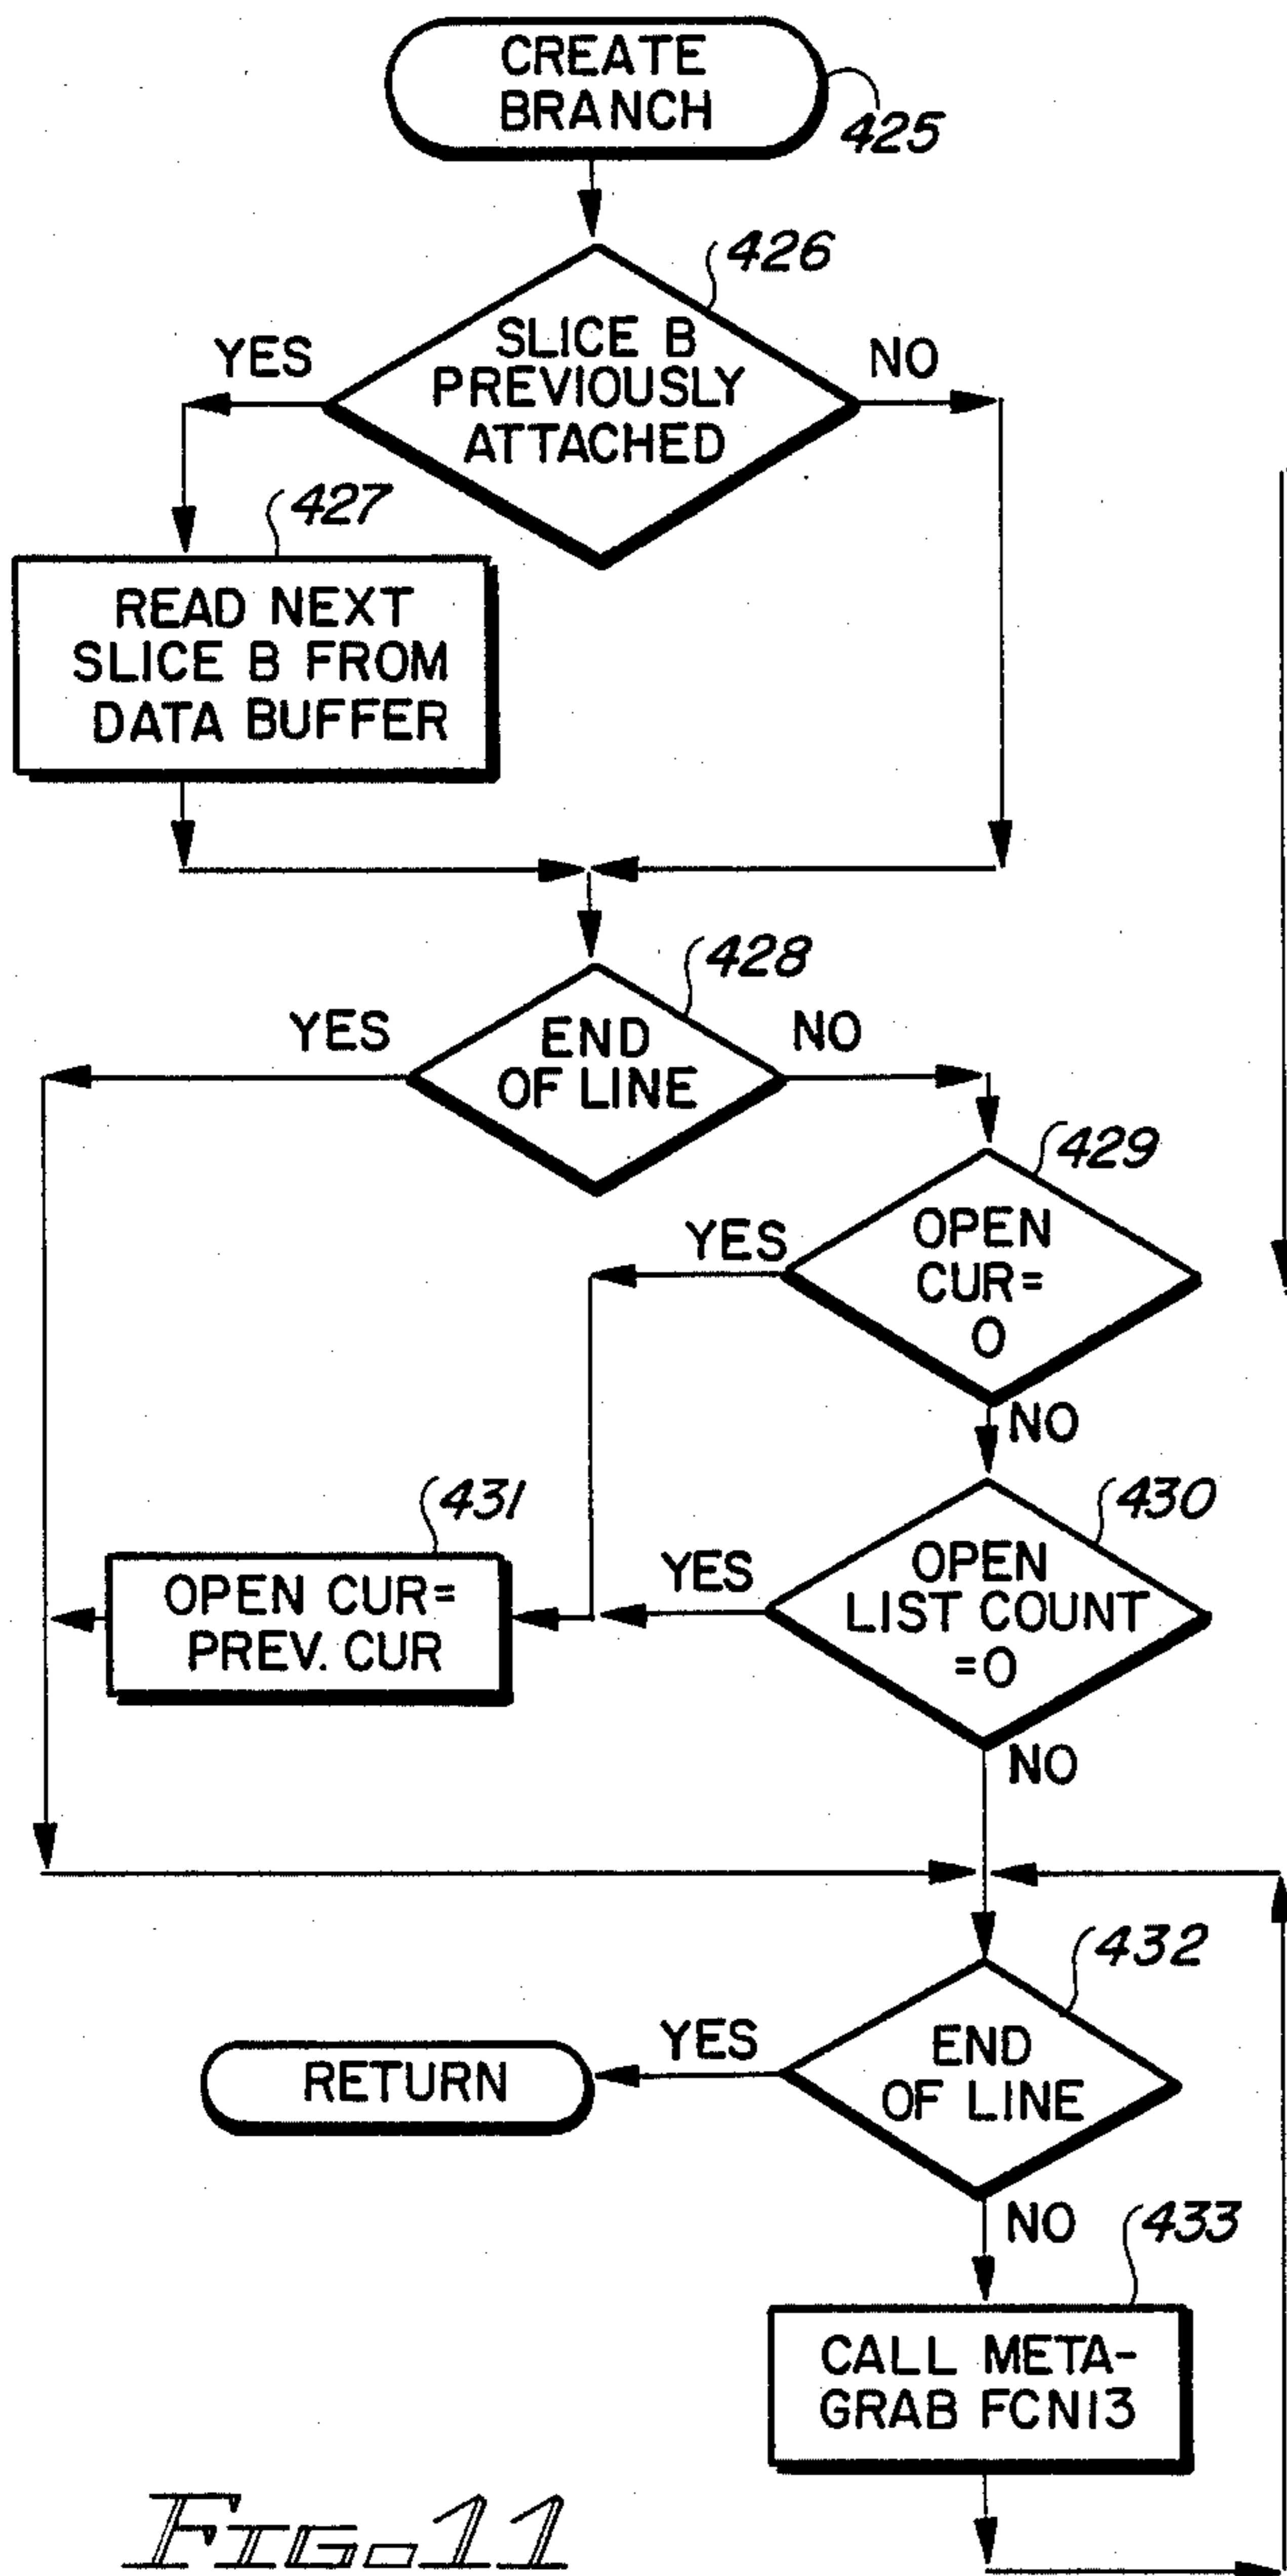 CREATE
BRANCH
425
426
SLICE B
PREVIOUSLY
ATTACHED
YES
NO
427
READ NEXT
SLICE B FROM
DATA BUFFER
428
YES
END
OF LINE
NO
429
YES
OPEN
CUR=
0
NO
431
430
OPEN CUR=
PREV. CUR
YES
OPEN
LIST COUNT
=0
NO
432
RETURN
YES
END
OF LINE
NO
433
CALL META-
GRAB FCN13
FIG.11